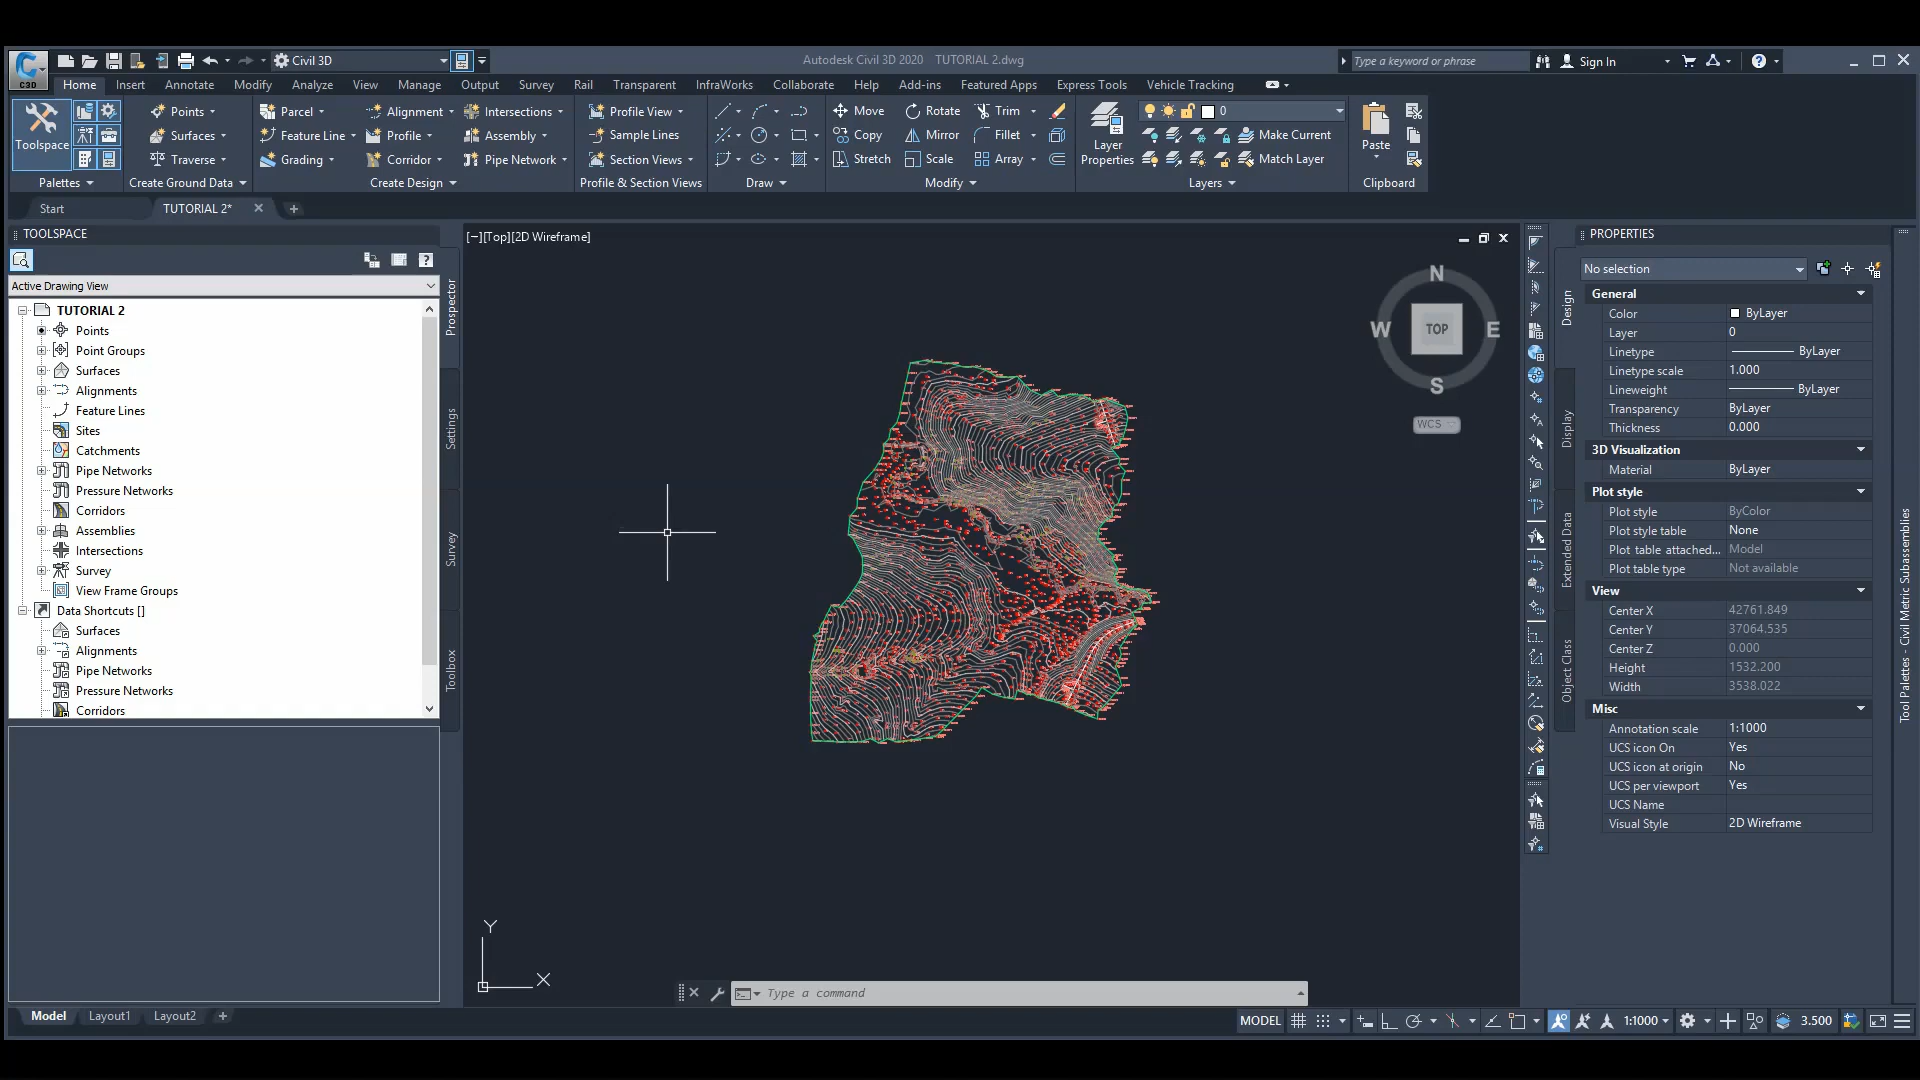 C3D
Civil 3D
Autodesk Civil 3D 2020 TUTORIAL 2.dwg
Type a keyword or phrase
Sign In
Home Insert Annotate Modify Analyze View Manage Output Survey Rail Transparent InfraWorks Collaborate Help Add-ins Featured Apps Express Tools Vehicle Tracking
Toolspace
Palettes
Points
Surfaces
Traverse
Create Ground Data
Parcel
Feature Line
Grading
Alignment
Profile
Corridor
Intersections
Assembly
Pipe Network
Create Design
Profile View
Sample Lines
Section Views
Profile & Section Views
Draw
Move
Copy
Stretch
Rotate
Mirror
Scale
Trim
Fillet
Array
Modify
Layer
Properties
0
Make Current
Match Layer
Layers
Paste
Clipboard
Start
TUTORIAL 2*
TOOLSPACE
Active Drawing View
TUTORIAL 2
Points
Point Groups
Surfaces
Alignments
Feature Lines
Sites
Catchments
Pipe Networks
Pressure Networks
Corridors
Assemblies
Intersections
Survey
View Frame Groups
Data Shortcuts []
Surfaces
Alignments
Pipe Networks
Pressure Networks
Corridors
Prospector
Settings
Survey
Toolbox
[−][Top][2D Wireframe]
N
W
TOP
E
S
WCS
Y
X
Type a command
PROPERTIES
No selection
Design
Display
Extended Data
Object Class
General
Color ByLayer
Layer 0
Linetype ByLayer
Linetype scale 1.000
Lineweight ByLayer
Transparency ByLayer
Thickness 0.000
3D Visualization
Material ByLayer
Plot style
Plot style ByColor
Plot style table None
Plot table attached... Model
Plot table type Not available
View
Center X 42761.849
Center Y 37064.535
Center Z 0.000
Height 1532.200
Width 3538.022
Misc
Annotation scale 1:1000
UCS icon On Yes
UCS icon at origin No
UCS per viewport Yes
UCS Name
Visual Style 2D Wireframe
Tool Palettes - Civil Metric Subassemblies
Model Layout1 Layout2
MODEL
1:1000
3.500